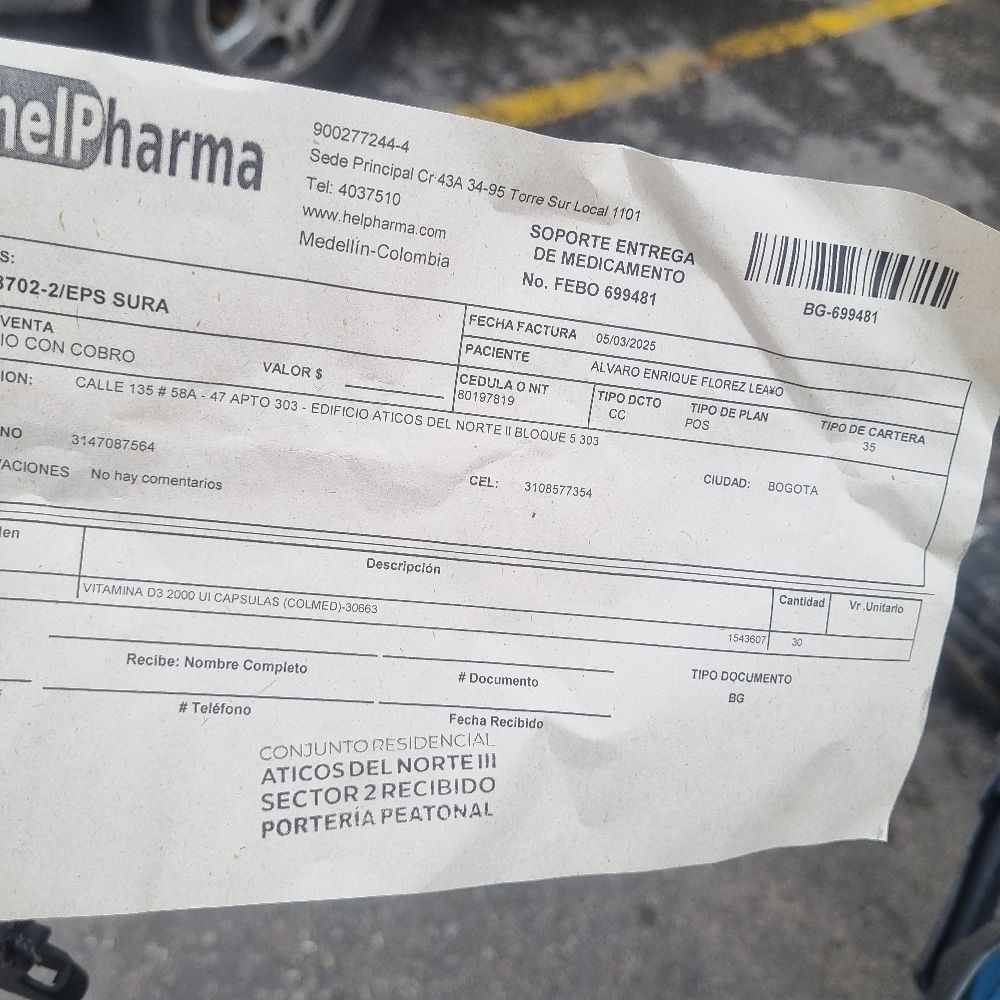 helPharma
900277244-4
Sede Principal Cr 43A 34-95 Torre Sur Local 1101
Tel: 4037510
www.helpharma.com
Medellín-Colombia
SOPORTE ENTREGA
DE MEDICAMENTO
No. FEBO 699481
BG-699481
S:
3702-2/EPS SURA
VENTA
IO CON COBRO
VALOR $
FECHA FACTURA 05/03/2025
PACIENTE ALVARO ENRIQUE FLOREZ LEA¥O
CEDULA O NIT
80197819
TIPO DCTO
CC
TIPO DE PLAN
POS
TIPO DE CARTERA
35
ION: CALLE 135 # 58A - 47 APTO 303 - EDIFICIO ATICOS DEL NORTE II BLOQUE 5 303
NO 3147087564
CEL: 3108577354
CIUDAD: BOGOTA
VACIONES No hay comentarios
den
Descripción
Cantidad
Vr .Unitario
VITAMINA D3 2000 UI CAPSULAS (COLMED)-30663
1543607
30
Recibe: Nombre Completo
# Documento
TIPO DOCUMENTO
BG
# Teléfono
Fecha Recibido
CONJUNTO RESIDENCIAL
ATICOS DEL NORTE III
SECTOR 2 RECIBIDO
PORTERÍA PEATONAL